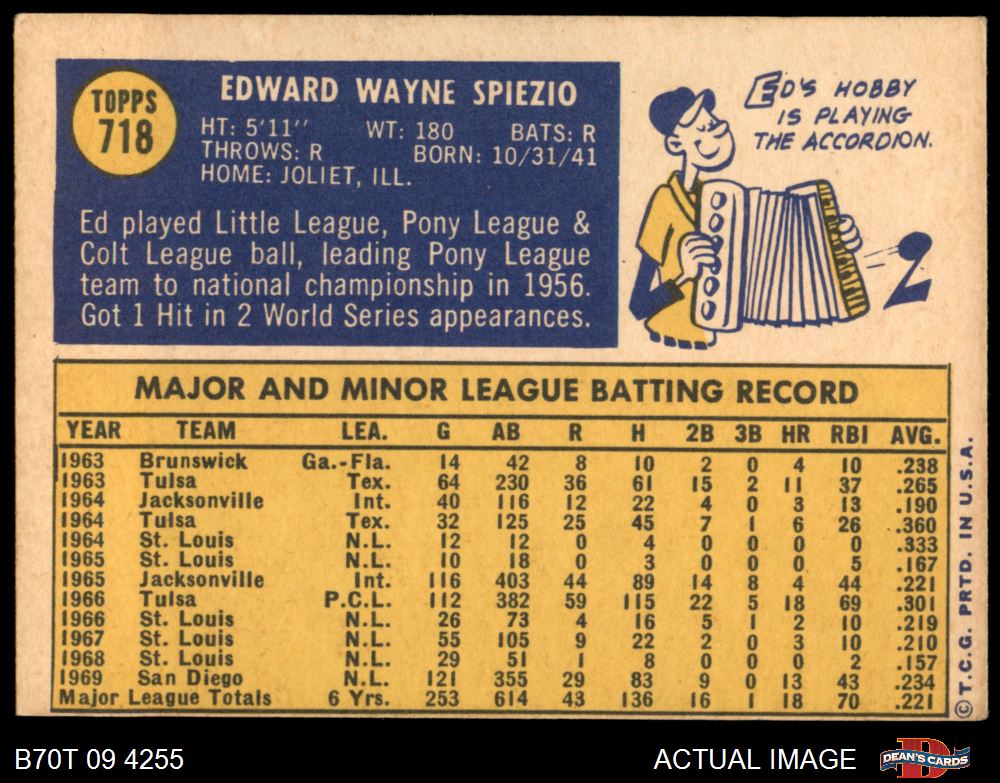 TOPPS
718
EDWARD WAYNE SPIEZIO
HT: 5'11" WT: 180 BATS: R
THROWS: R BORN: 10/31/41
HOME: JOLIET, ILL.
Ed played Little League, Pony League &
Colt League ball, leading Pony League
team to national championship in 1956.
Got 1 Hit in 2 World Series appearances.
ED'S HOBBY
IS PLAYING
THE ACCORDION.
MAJOR AND MINOR LEAGUE BATTING RECORD
YEAR TEAM LEA. G AB R H 2B 3B HR RBI AVG.
1963 Brunswick Ga.-Fla. 14 42 8 10 2 0 4 10 .238
1963 Tulsa Tex. 64 230 36 61 15 2 11 37 .265
1964 Jacksonville Int. 40 116 12 22 4 0 3 13 .190
1964 Tulsa Tex. 32 125 25 45 7 1 6 26 .360
1964 St. Louis N.L. 12 12 0 4 0 0 0 0 .333
1965 St. Louis N.L. 10 18 0 3 0 0 0 5 .167
1965 Jacksonville Int. 116 403 44 89 14 8 4 44 .221
1966 Tulsa P.C.L. 112 382 59 115 22 5 18 69 .301
1966 St. Louis N.L. 26 73 4 16 5 1 2 10 .219
1967 St. Louis N.L. 55 105 9 22 2 0 3 10 .210
1968 St. Louis N.L. 29 51 1 8 0 0 0 2 .157
1969 San Diego N.L. 121 355 29 83 9 0 13 43 .234
Major League Totals 6 Yrs. 253 614 43 136 16 1 18 70 .221
© T.C.G. PRTD. IN U.S.A.
B70T 09 4255
ACTUAL IMAGE
DEAN'S CARDS